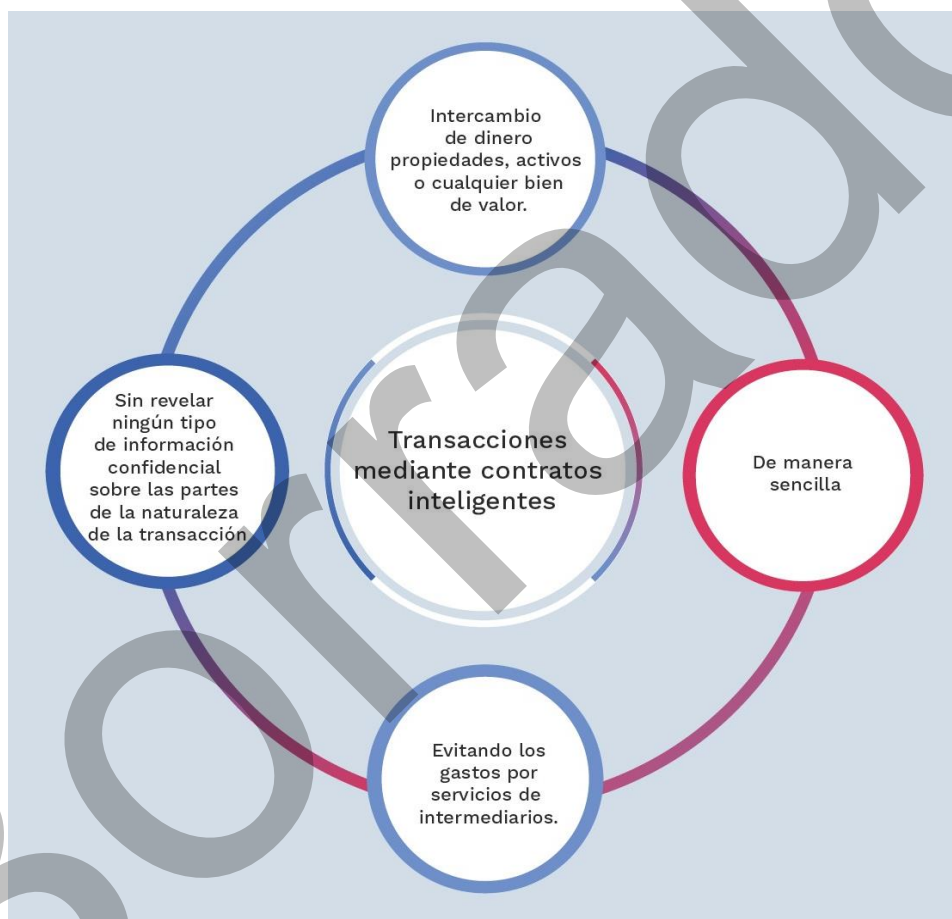 Intercambio
de dinero
propiedades, activos
o cualquier bien
de valor.
Sin revelar
ningún tipo
de información
confidencial
sobre las partes
de la naturaleza
de la transacción
Transacciones
mediante contratos
inteligentes
De manera
sencilla
Evitando los
gastos por
servicios de
intermediarios.